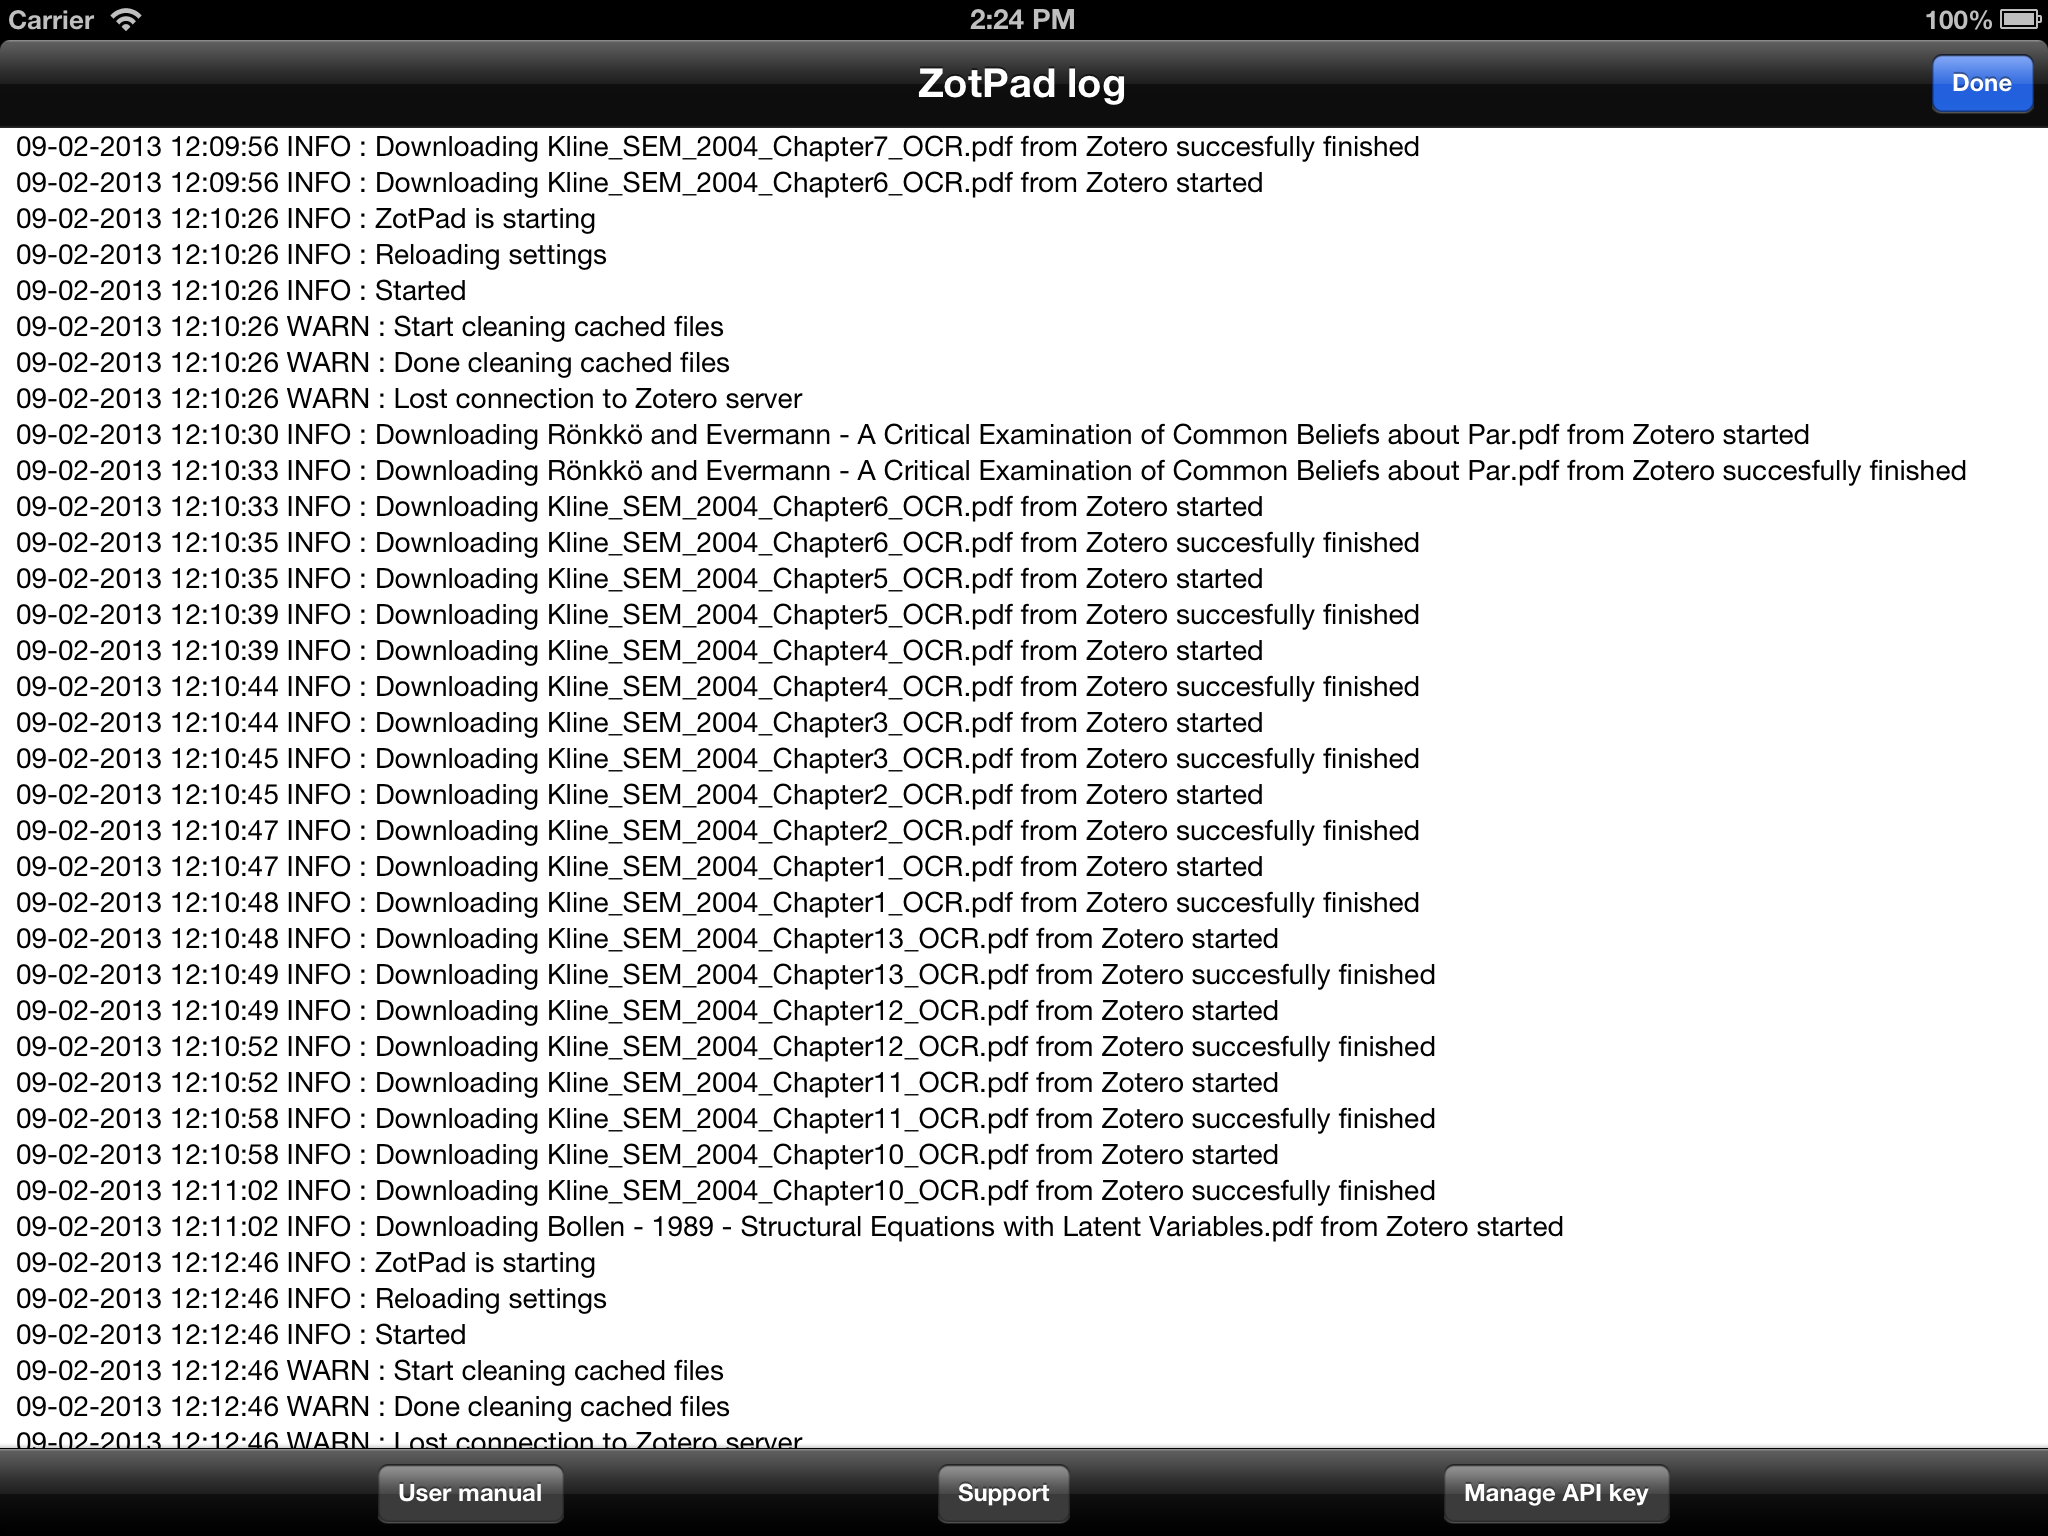 Carrier 2:24 PM 100%
ZotPad log Done
09-02-2013 12:09:56 INFO : Downloading Kline_SEM_2004_Chapter7_OCR.pdf from Zotero succesfully finished
09-02-2013 12:09:56 INFO : Downloading Kline_SEM_2004_Chapter6_OCR.pdf from Zotero started
09-02-2013 12:10:26 INFO : ZotPad is starting
09-02-2013 12:10:26 INFO : Reloading settings
09-02-2013 12:10:26 INFO : Started
09-02-2013 12:10:26 WARN : Start cleaning cached files
09-02-2013 12:10:26 WARN : Done cleaning cached files
09-02-2013 12:10:26 WARN : Lost connection to Zotero server
09-02-2013 12:10:30 INFO : Downloading Rönkkö and Evermann - A Critical Examination of Common Beliefs about Par.pdf from Zotero started
09-02-2013 12:10:33 INFO : Downloading Rönkkö and Evermann - A Critical Examination of Common Beliefs about Par.pdf from Zotero succesfully finished
09-02-2013 12:10:33 INFO : Downloading Kline_SEM_2004_Chapter6_OCR.pdf from Zotero started
09-02-2013 12:10:35 INFO : Downloading Kline_SEM_2004_Chapter6_OCR.pdf from Zotero succesfully finished
09-02-2013 12:10:35 INFO : Downloading Kline_SEM_2004_Chapter5_OCR.pdf from Zotero started
09-02-2013 12:10:39 INFO : Downloading Kline_SEM_2004_Chapter5_OCR.pdf from Zotero succesfully finished
09-02-2013 12:10:39 INFO : Downloading Kline_SEM_2004_Chapter4_OCR.pdf from Zotero started
09-02-2013 12:10:44 INFO : Downloading Kline_SEM_2004_Chapter4_OCR.pdf from Zotero succesfully finished
09-02-2013 12:10:44 INFO : Downloading Kline_SEM_2004_Chapter3_OCR.pdf from Zotero started
09-02-2013 12:10:45 INFO : Downloading Kline_SEM_2004_Chapter3_OCR.pdf from Zotero succesfully finished
09-02-2013 12:10:45 INFO : Downloading Kline_SEM_2004_Chapter2_OCR.pdf from Zotero started
09-02-2013 12:10:47 INFO : Downloading Kline_SEM_2004_Chapter2_OCR.pdf from Zotero succesfully finished
09-02-2013 12:10:47 INFO : Downloading Kline_SEM_2004_Chapter1_OCR.pdf from Zotero started
09-02-2013 12:10:48 INFO : Downloading Kline_SEM_2004_Chapter1_OCR.pdf from Zotero succesfully finished
09-02-2013 12:10:48 INFO : Downloading Kline_SEM_2004_Chapter13_OCR.pdf from Zotero started
09-02-2013 12:10:49 INFO : Downloading Kline_SEM_2004_Chapter13_OCR.pdf from Zotero succesfully finished
09-02-2013 12:10:49 INFO : Downloading Kline_SEM_2004_Chapter12_OCR.pdf from Zotero started
09-02-2013 12:10:52 INFO : Downloading Kline_SEM_2004_Chapter12_OCR.pdf from Zotero succesfully finished
09-02-2013 12:10:52 INFO : Downloading Kline_SEM_2004_Chapter11_OCR.pdf from Zotero started
09-02-2013 12:10:58 INFO : Downloading Kline_SEM_2004_Chapter11_OCR.pdf from Zotero succesfully finished
09-02-2013 12:10:58 INFO : Downloading Kline_SEM_2004_Chapter10_OCR.pdf from Zotero started
09-02-2013 12:11:02 INFO : Downloading Kline_SEM_2004_Chapter10_OCR.pdf from Zotero succesfully finished
09-02-2013 12:11:02 INFO : Downloading Bollen - 1989 - Structural Equations with Latent Variables.pdf from Zotero started
09-02-2013 12:12:46 INFO : ZotPad is starting
09-02-2013 12:12:46 INFO : Reloading settings
09-02-2013 12:12:46 INFO : Started
09-02-2013 12:12:46 WARN : Start cleaning cached files
09-02-2013 12:12:46 WARN : Done cleaning cached files
09-02-2013 12:12:46 WARN : Lost connection to Zotero server
User manual Support Manage API key